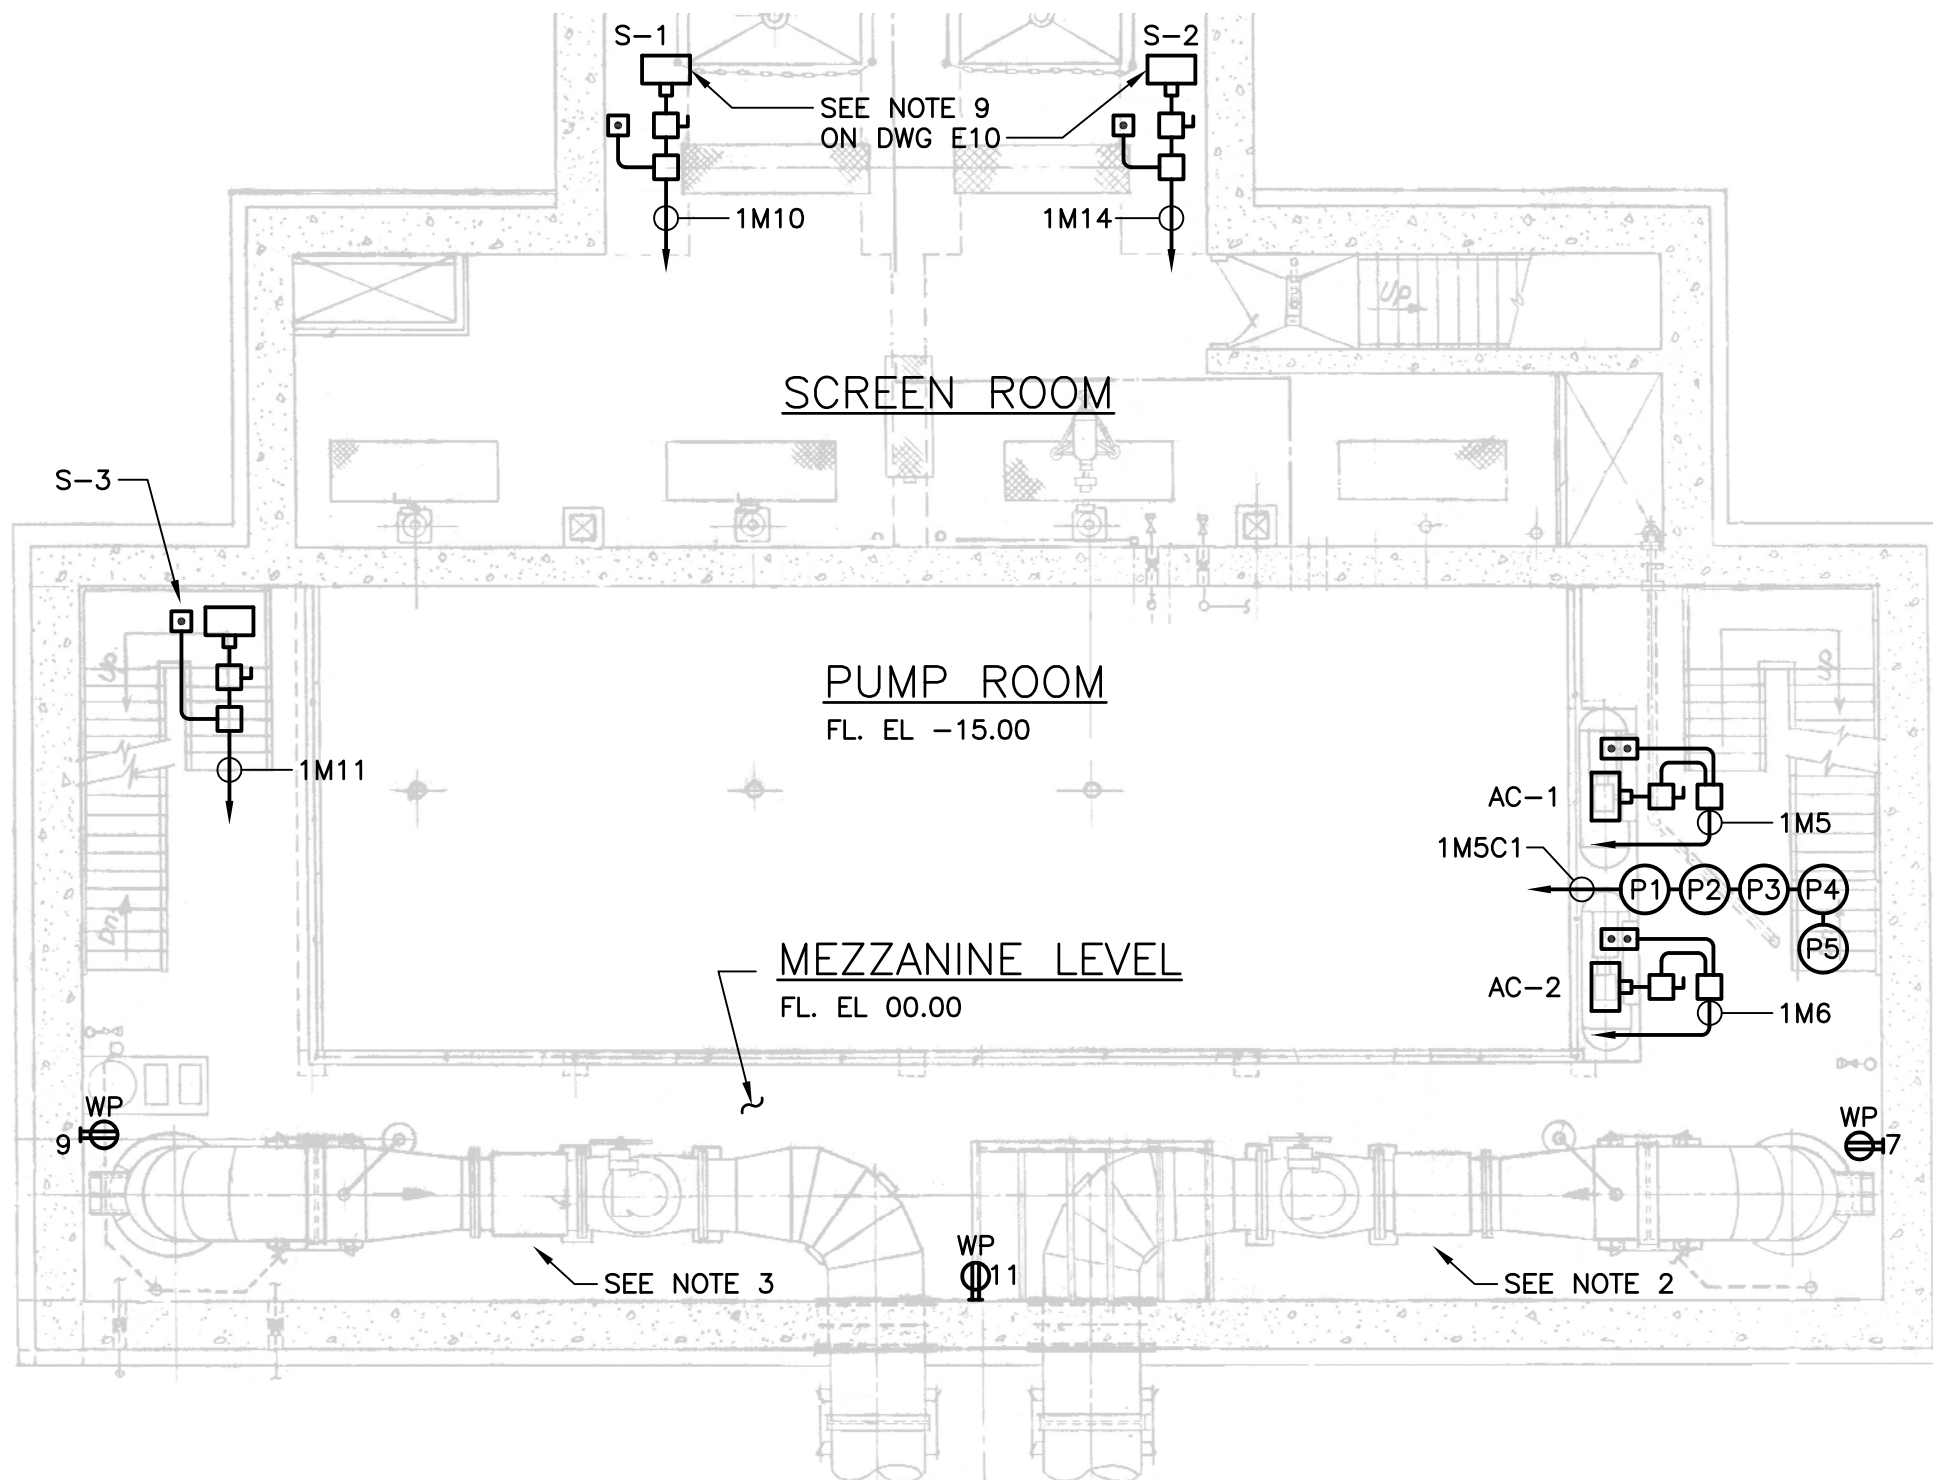 S-1
S-2
SEE NOTE 9
ON DWG E10
1M10
1M14
Up
SCREEN ROOM
S-3
Up
PUMP ROOM
FL. EL -15.00
Up
1M11
AC-1
1M5
1M5C1
P1
P2
P3
P4
P5
Dn.
MEZZANINE LEVEL
FL. EL 00.00
AC-2
1M6
WP
9
WP
7
WP
11
SEE NOTE 3
SEE NOTE 2